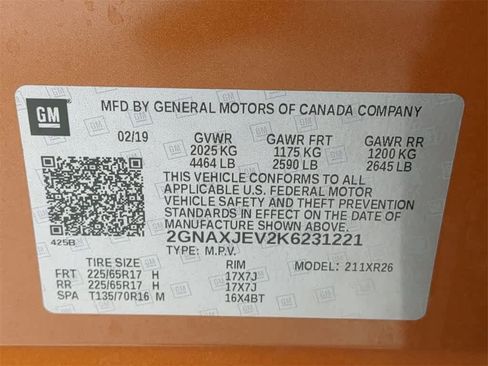 GM
MFD BY GENERAL MOTORS OF CANADA COMPANY
02/19 GVWR GAWR FRT GAWR RR
2025 KG 1175 KG 1200 KG
4464 LB 2590 LB 2645 LB
THIS VEHICLE CONFORMS TO ALL
APPLICABLE U.S. FEDERAL MOTOR
VEHICLE SAFETY AND THEFT PREVENTION
STANDARDS IN EFFECT ON THE DATE OF
MANUFACTURE SHOWN ABOVE.
425B 2GNAXJEV2K6231221
TYPE: M.P.V.
TIRE SIZE RIM MODEL: 211XR26
FRT 225/65R17 H 17X7J
RR 225/65R17 H 17X7J
SPA T135/70R16 M 16X4BT